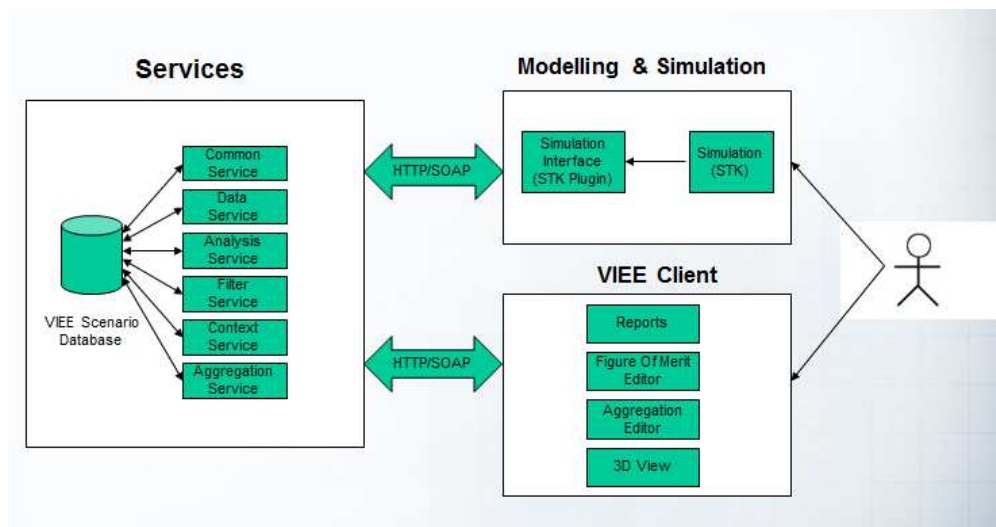 Services
Common
Service
Data
Service
Analysis
Service
Filter
Service
Context
Service
Aggregation
Service
VIEE Scenario
Database
HTTP/SOAP
HTTP/SOAP
Modelling & Simulation
Simulation
Interface
(STK Plugin)
Simulation
(STK)
VIEE Client
Reports
Figure Of Merit
Editor
Aggregation
Editor
3D View